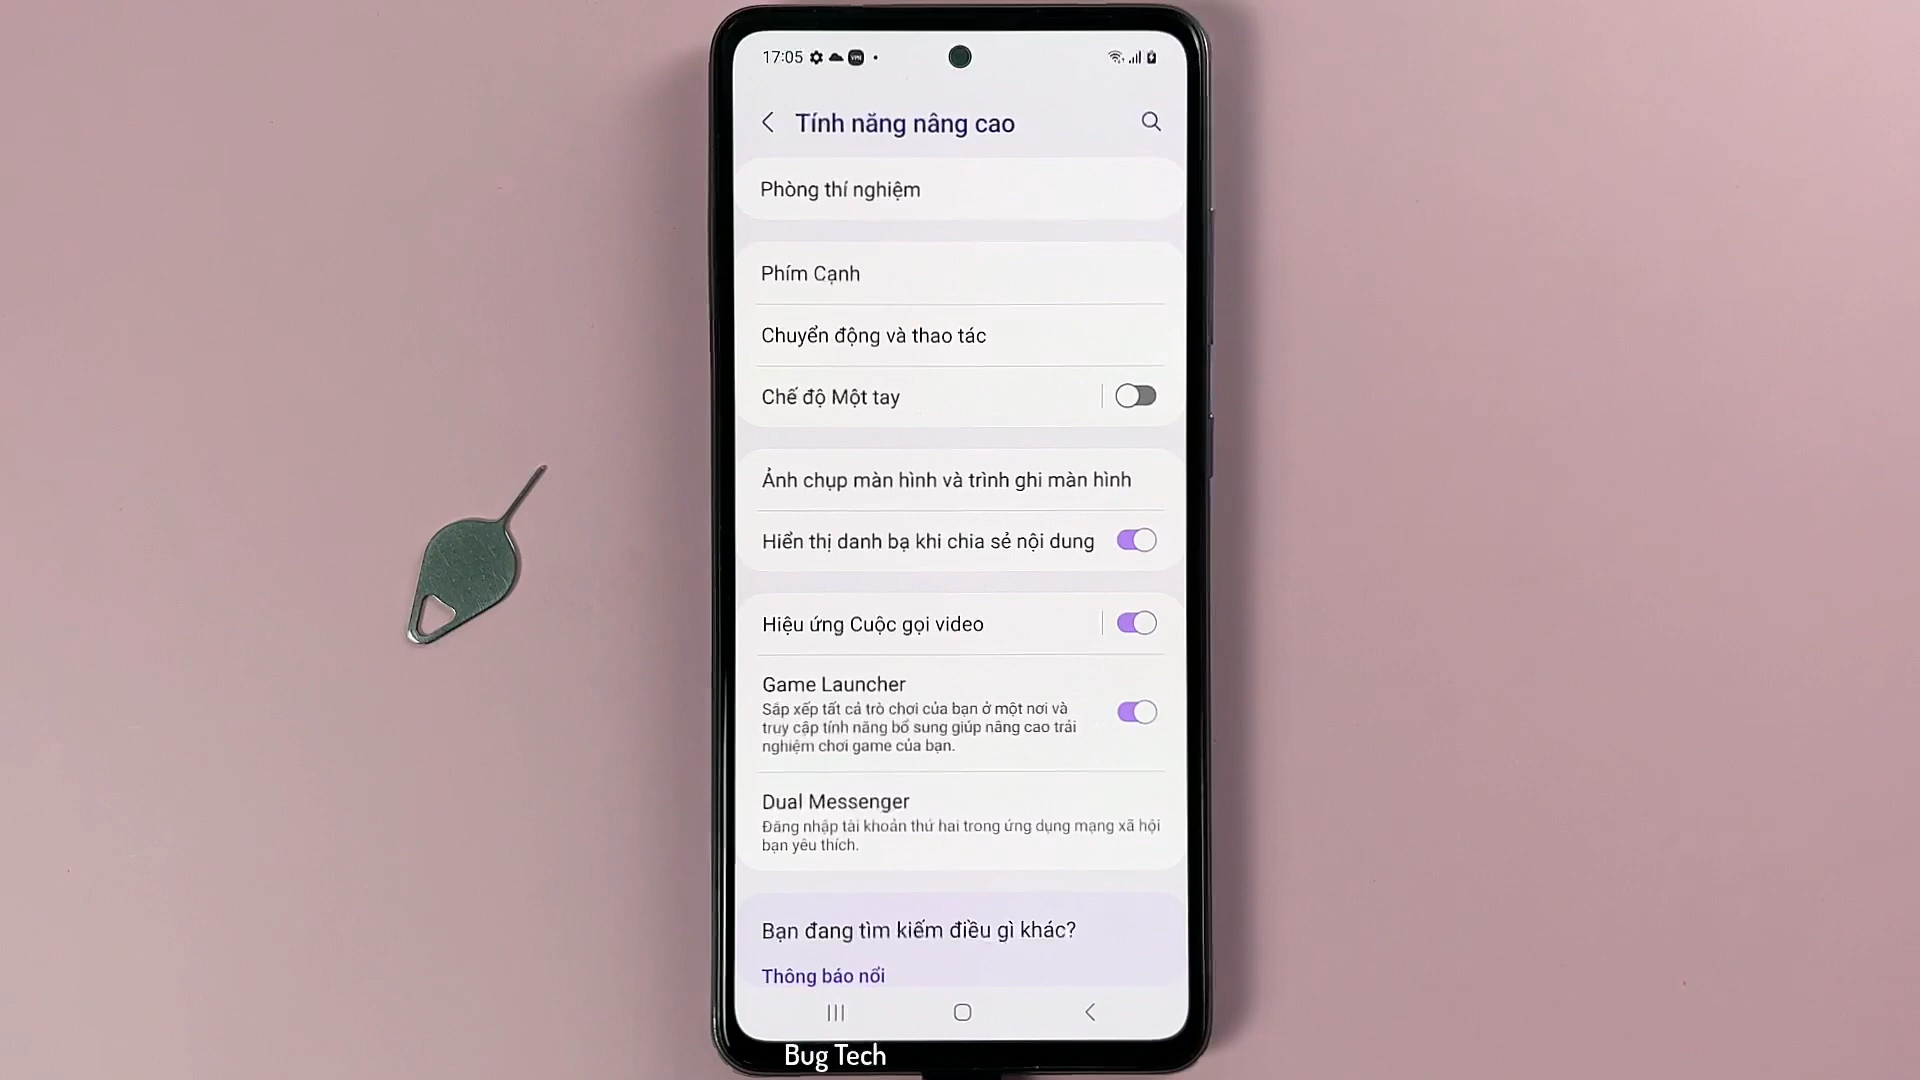 17:05
VPN
Tính năng nâng cao
Phòng thí nghiệm
Phím Cạnh
Chuyển động và thao tác
Chế độ Một tay
Ảnh chụp màn hình và trình ghi màn hình
Hiển thị danh bạ khi chia sẻ nội dung
Hiệu ứng Cuộc gọi video
Game Launcher
Sắp xếp tất cả trò chơi của bạn ở một nơi và
truy cập tính năng bổ sung giúp nâng cao trải
nghiệm chơi game của bạn.
Dual Messenger
Đăng nhập tài khoản thứ hai trong ứng dụng mạng xã hội
bạn yêu thích.
Bạn đang tìm kiếm điều gì khác?
Thông báo nổi
Bug Tech